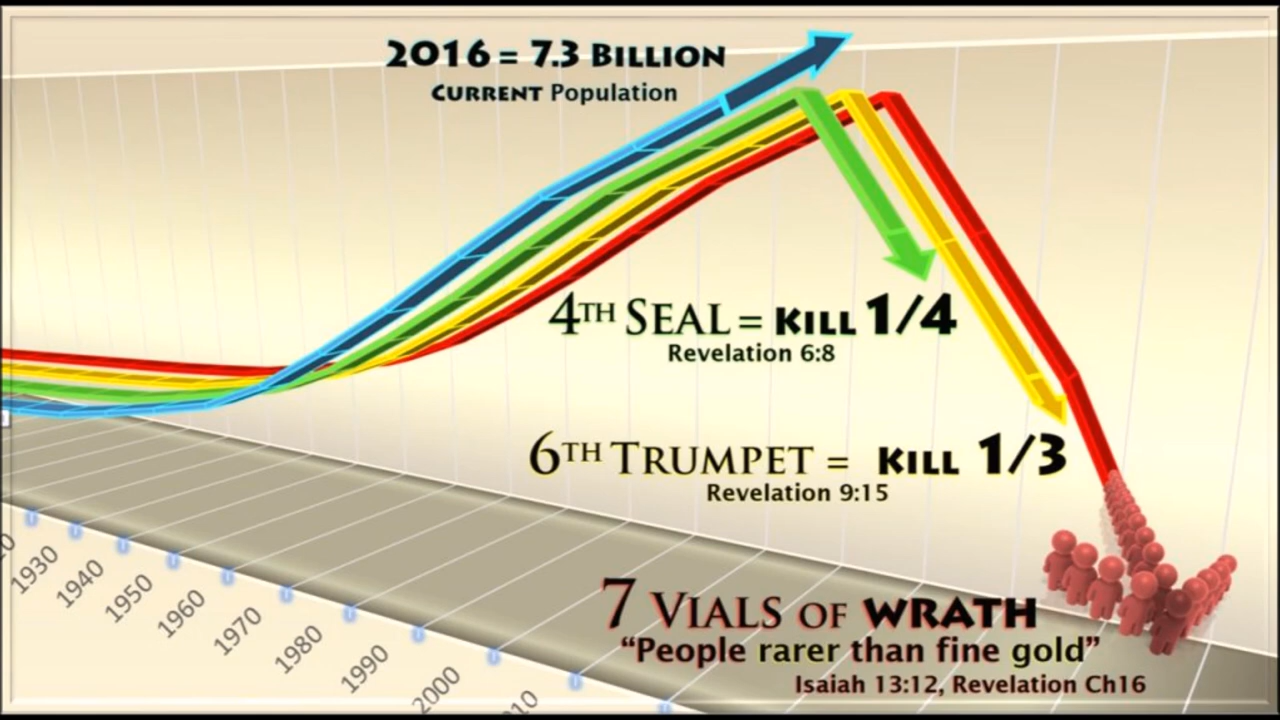 2016 = 7.3 BILLION
CURRENT Population
4TH SEAL = KILL 1/4
Revelation 6:8
6TH TRUMPET = KILL 1/3
Revelation 9:15
7 VIALS OF WRATH
“People rarer than fine gold”
Isaiah 13:12, Revelation Ch16
1930
1940
1950
1960
1970
1980
1990
2000